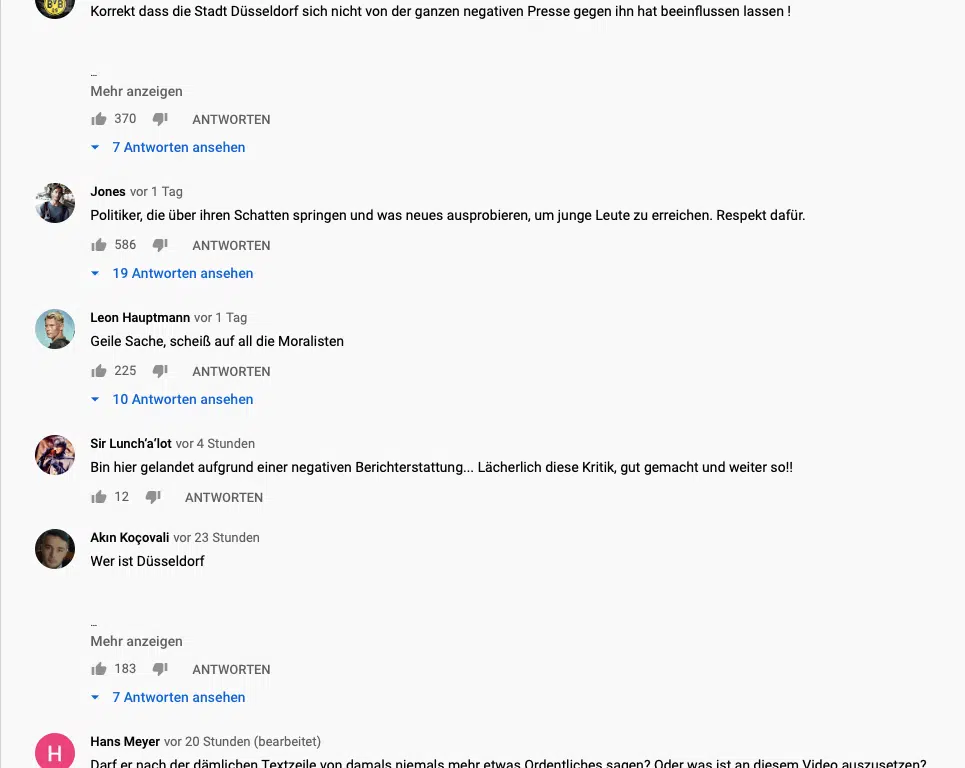 Korrekt dass die Stadt Düsseldorf sich nicht von der ganzen negativen Presse gegen ihn hat beeinflussen lassen !
...
Mehr anzeigen
370 ANTWORTEN
7 Antworten ansehen
Jones vor 1 Tag
Politiker, die über ihren Schatten springen und was neues ausprobieren, um junge Leute zu erreichen. Respekt dafür.
586 ANTWORTEN
19 Antworten ansehen
Leon Hauptmann vor 1 Tag
Geile Sache, scheiß auf all die Moralisten
225 ANTWORTEN
10 Antworten ansehen
Sir Lunch'a'lot vor 4 Stunden
Bin hier gelandet aufgrund einer negativen Berichterstattung... Lächerlich diese Kritik, gut gemacht und weiter so!!
12 ANTWORTEN
Akın Koçovali vor 23 Stunden
Wer ist Düsseldorf
...
Mehr anzeigen
183 ANTWORTEN
7 Antworten ansehen
H
Hans Meyer vor 20 Stunden (bearbeitet)
Darf er nach der dämlichen Textzeile von damals niemals mehr etwas Ordentliches sagen? Oder was ist an diesem Video auszusetzen?